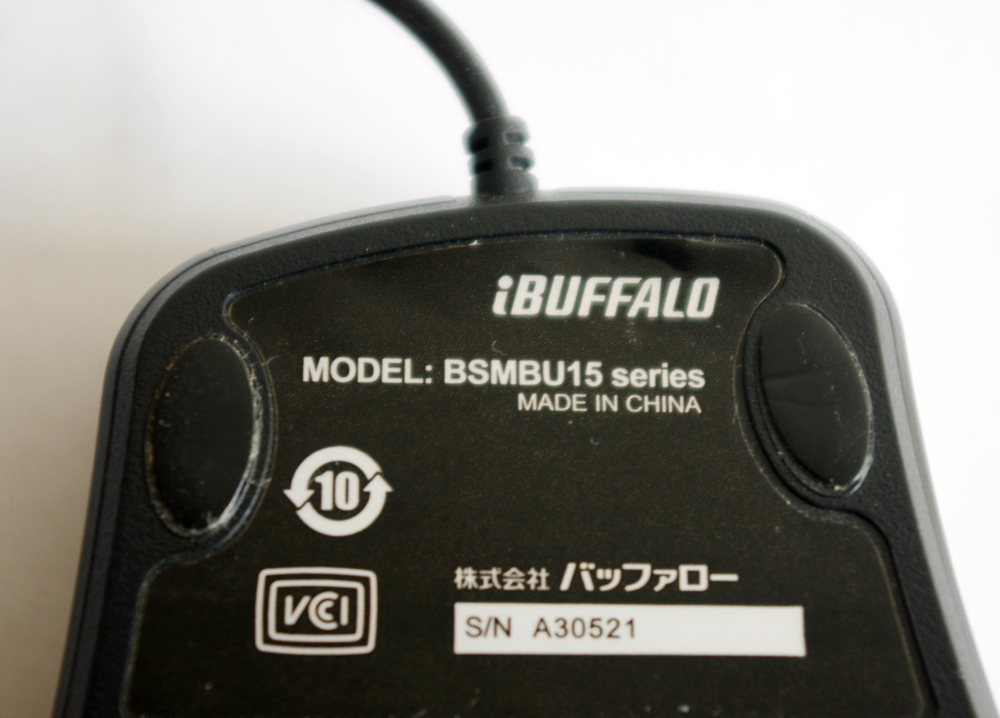 iBUFFALO
MODEL: BSMBU15 series
MADE IN CHINA
10
VCCI
株式会社 バッファロー
S/N A30521